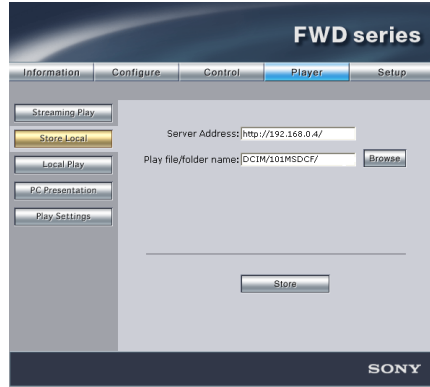 FWD series
Information Configure Control Player Setup
Streaming Play
Store Local
Local Play
PC Presentation
Play Settings
Server Address: http://192.168.0.4/
Play file/folder name: DCIM/101MSDCF/ Browse
Store
SONY